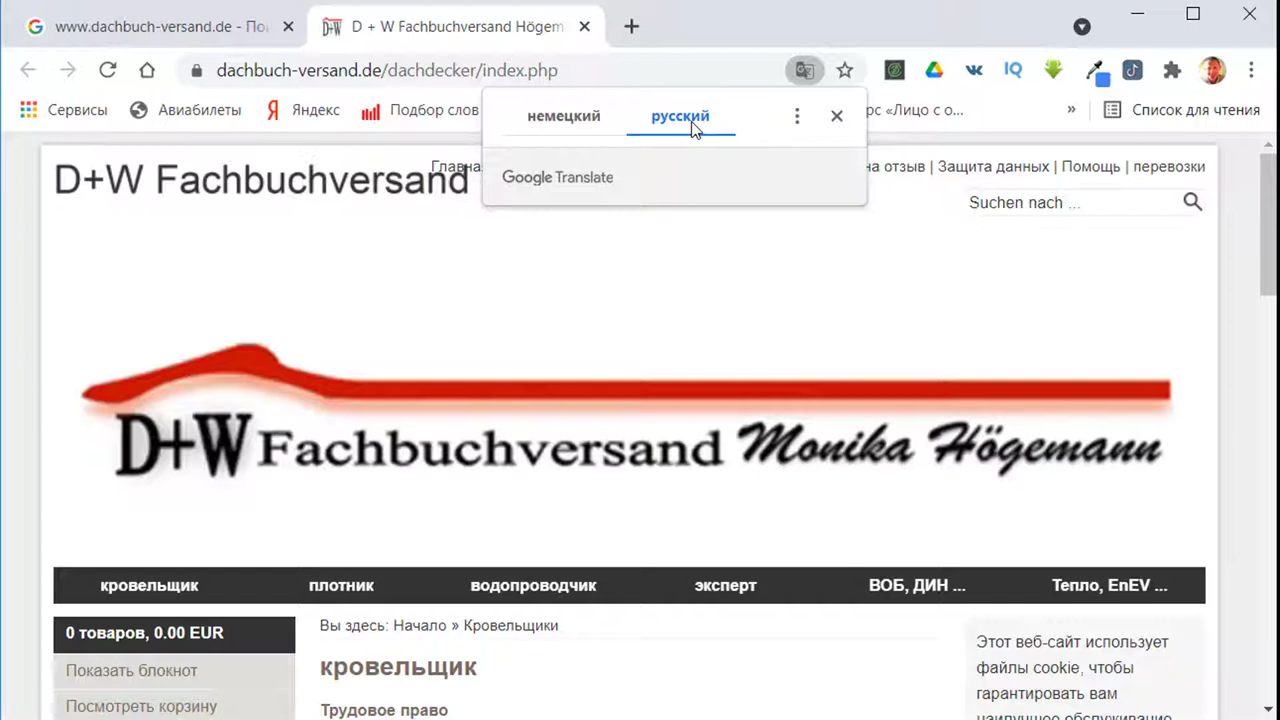 www.dachbuch-versand.de - По
D + W Fachbuchversand Högem
dachbuch-versand.de/dachdecker/index.php
Сервисы
Авиабилеты
Яндекс
Подбор слов
рс «Лицо с о...
»
Список для чтения
немецкий
русский
Google Translate
D+W Fachbuchversand
Главна
на отзыв | Защита данных | Помощь | перевозки
Suchen nach ...
D+W Fachbuchversand Monika Högemann
кровельщик
плотник
водопроводчик
эксперт
ВОБ, ДИН ...
Тепло, EnEV ...
0 товаров, 0.00 EUR
Показать блокнот
Посмотреть корзину
Вы здесь: Начало » Кровельщики
кровельщик
Трудовое право
Этот веб-сайт использует
файлы cookie, чтобы
гарантировать вам
наилучшее обслуживание